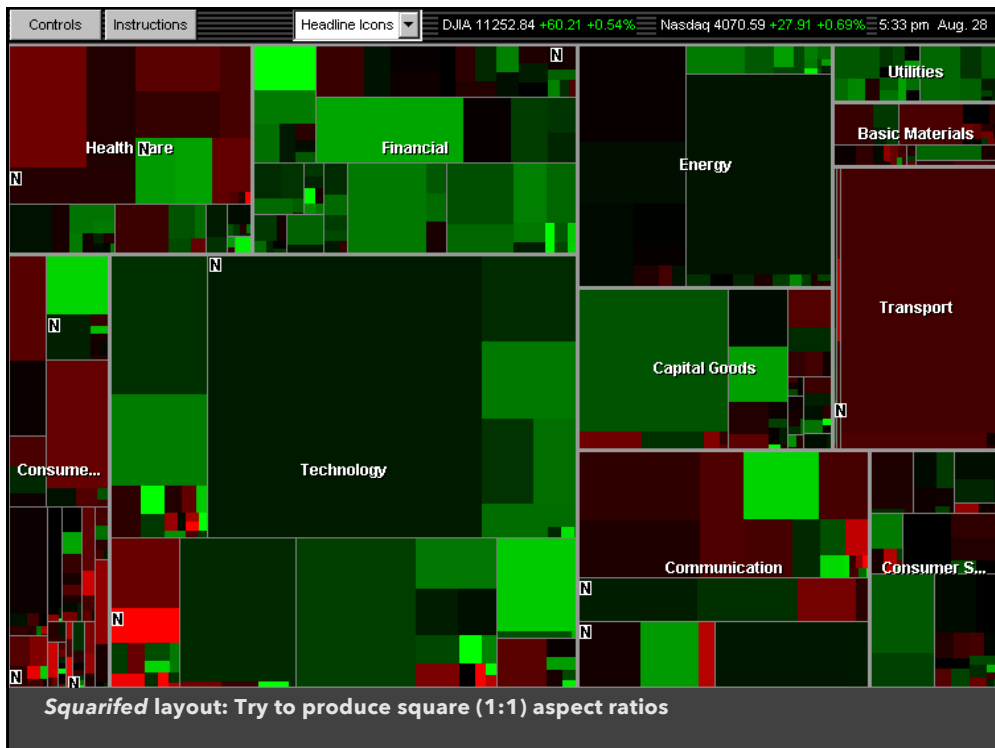 Controls Instructions Headline Icons DJIA 11252.84 +60.21 +0.54% Nasdaq 4070.59 +27.91 +0.69% 5:33 pm Aug. 28
N
Utilities
Basic Materials
Health Nare Financial
Energy
N
N
Transport
N
Capital Goods
N
Consume... Technology
Communication Consumer S...
N
N
N
N N
Squarifed layout: Try to produce square (1:1) aspect ratios